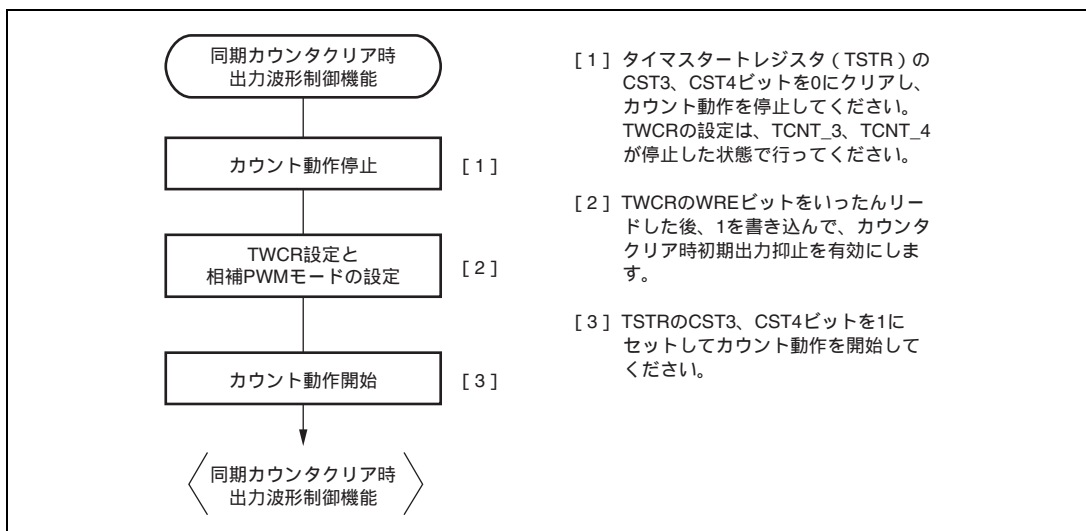 同期カウンタクリア時
出力波形制御機能
カウント動作停止
[1]
TWCR設定と
相補PWMモードの設定
[2]
カウント動作開始
[3]
同期カウンタクリア時
出力波形制御機能
[1] タイマスタートレジスタ(TSTR)の
CST3、CST4ビットを0にクリアし、
カウント動作を停止してください。
TWCRの設定は、TCNT_3、TCNT_4
が停止した状態で行ってください。
[2] TWCRのWREビットをいったんリー
ドした後、1を書き込んで、カウンタ
クリア時初期出力抑止を有効にしま
す。
[3] TSTRのCST3、CST4ビットを1に
セットしてカウント動作を開始して
ください。